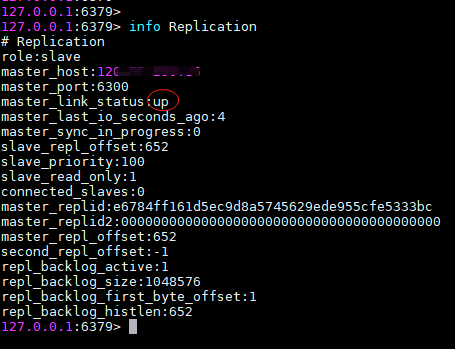 127.0.0.1:6379>
127.0.0.1:6379> info Replication
# Replication
role:slave
master_host:12
master_port:6300
master_link_status:up
master_last_io_seconds_ago:4
master_sync_in_progress:0
slave_repl_offset:652
slave_priority:100
slave_read_only:1
connected_slaves:0
master_replid:e6784ff161d5ec9d8a5745629ede955cfe5333bc
master_replid2:0000000000000000000000000000000000000000
master_repl_offset:652
second_repl_offset:-1
repl_backlog_active:1
repl_backlog_size:1048576
repl_backlog_first_byte_offset:1
repl_backlog_histlen:652
127.0.0.1:6379>